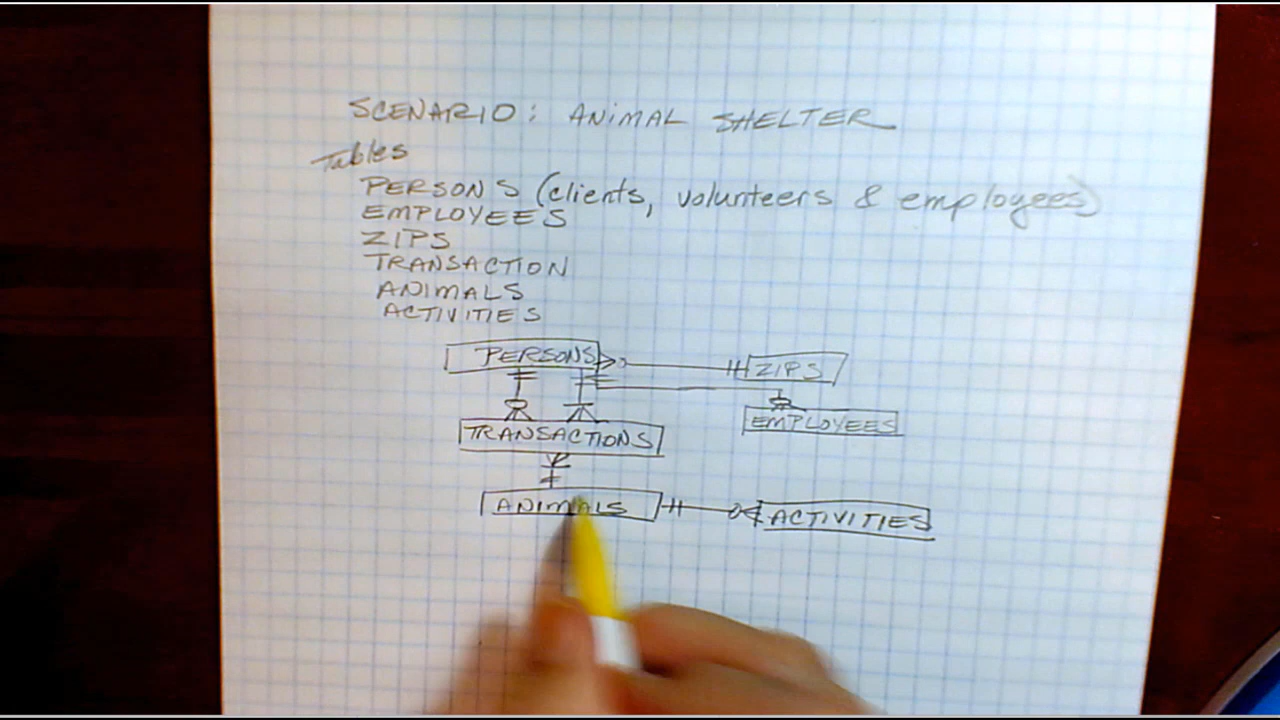 SCENARIO: ANIMAL SHELTER
Tables
PERSONS (clients, volunteers & employees)
EMPLOYEES
ZIPS
TRANSACTION
ANIMALS
ACTIVITIES
PERSONS
ZIPS
EMPLOYEES
TRANSACTIONS
ANIMALS
ACTIVITIES